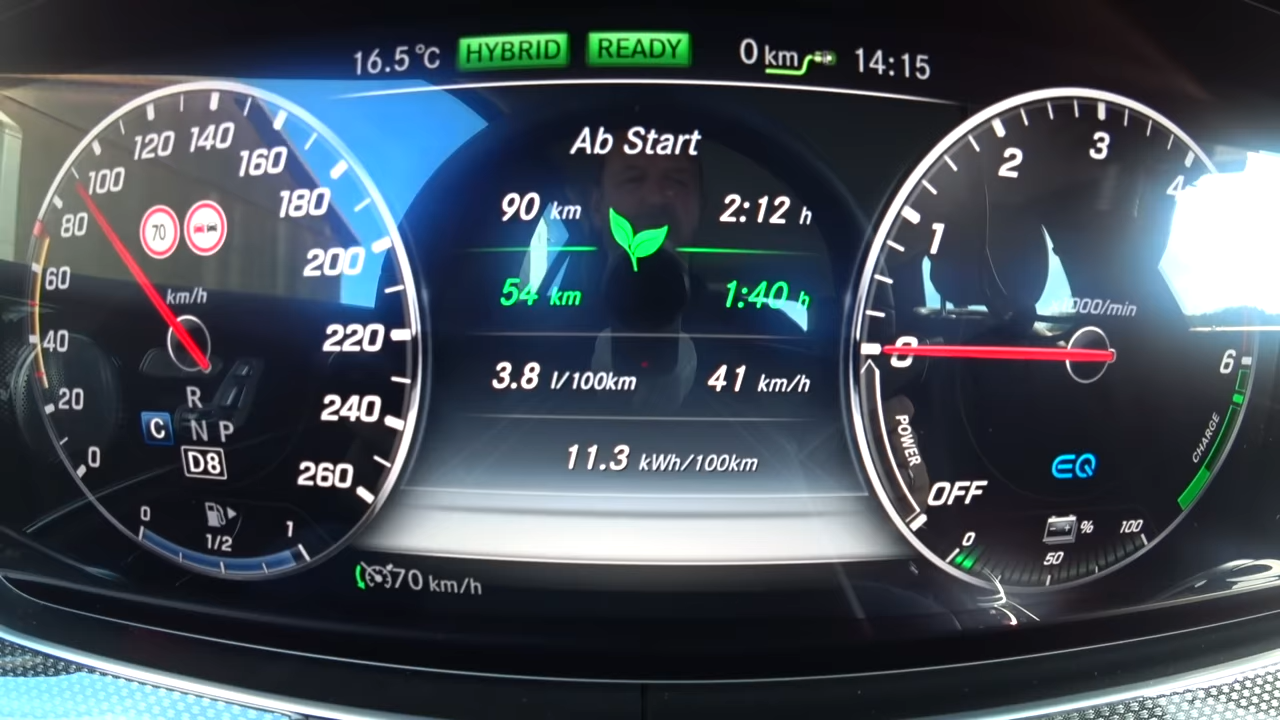 16.5°C HYBRID READY 0 km 14:15
Ab Start
90 km 2:12 h
54 km 1:40 h
3.8 l/100km 41 km/h
11.3 kWh/100km
0 20 40 60 80 100 120 140 160 180 200 220 240 260
70
km/h
R
C N P
D8
0 1/2 1
70 km/h
0 1 2 3 4 6
POWER
OFF
EQ
CHARGE
0 50 100
%